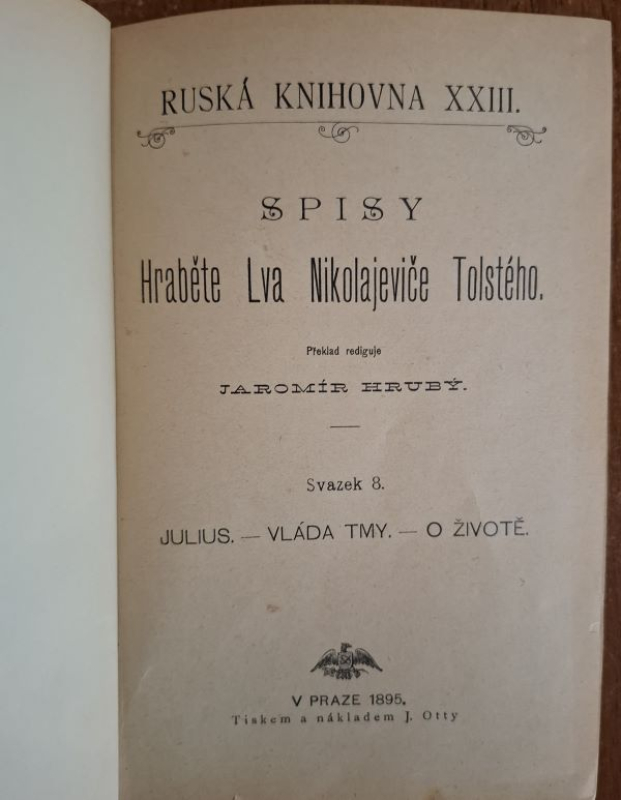 RUSKÁ KNIHOVNA XXIII.
SPISY
Hraběte Lva Nikolajeviče Tolstého.
Překlad rediguje
JAROMÍR HRUBÝ.
Svazek 8.
JULIUS. — VLÁDA TMY. — O ŽIVOTĚ.
V PRAZE 1895.
Tiskem a nákladem J. Otty